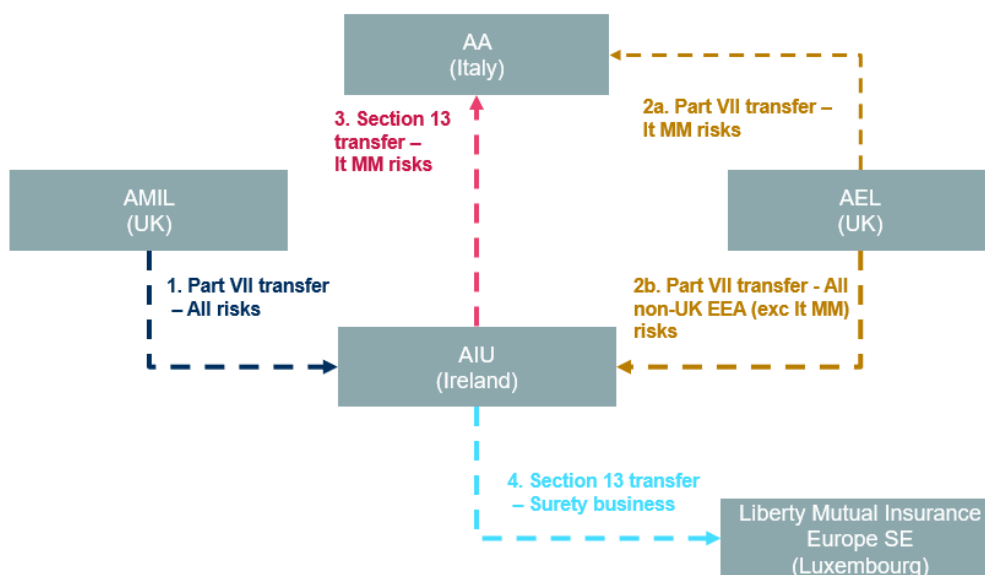 AA
(Italy)
3. Section 13
transfer –
It MM risks
2a. Part VII transfer –
It MM risks
AMIL
(UK)
AEL
(UK)
1. Part VII transfer
– All risks
2b. Part VII transfer - All
non-UK EEA (exc It MM)
risks
AIU
(Ireland)
4. Section 13 transfer
– Surety business
Liberty Mutual Insurance
Europe SE
(Luxembourg)